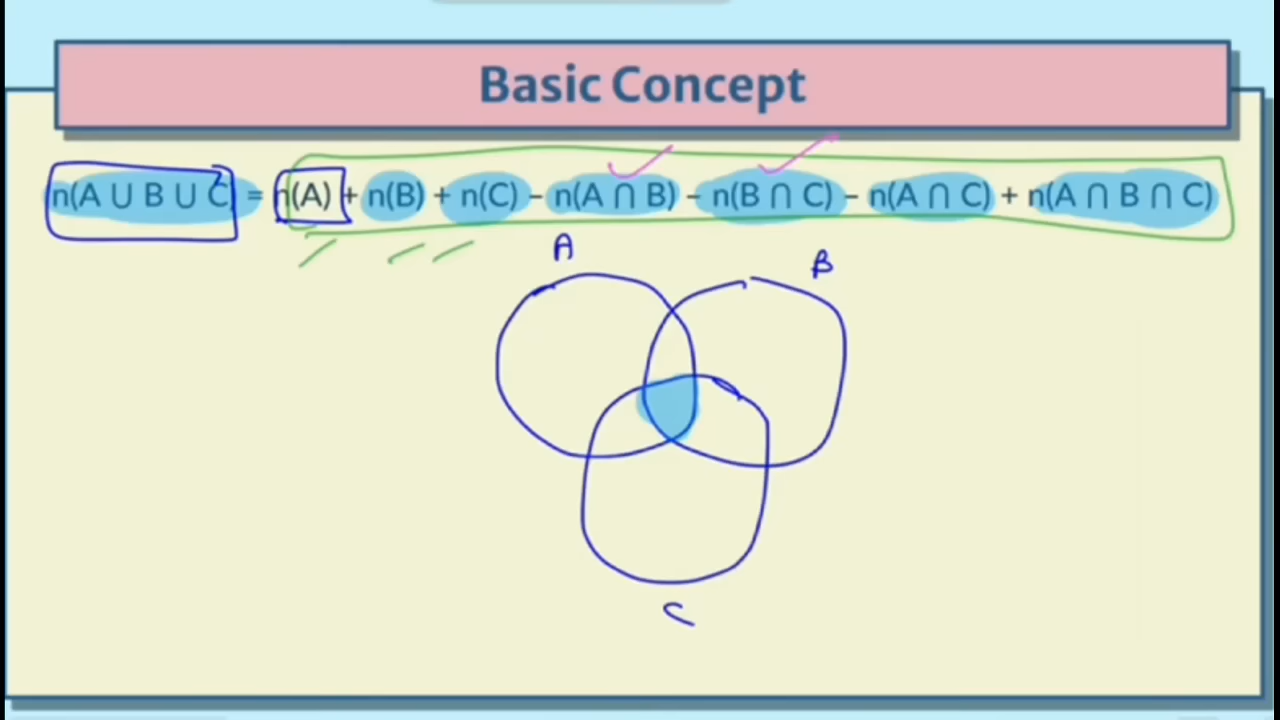 Basic Concept
n(A ∪ B ∪ C) = n(A) + n(B) + n(C) – n(A ∩ B) – n(B ∩ C) – n(A ∩ C) + n(A ∩ B ∩ C)
A
B
C